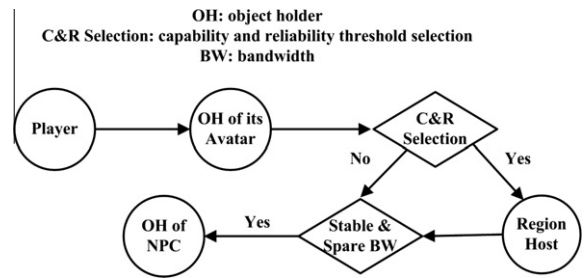 OH: object holder
C&R Selection: capability and reliability threshold selection
BW: bandwidth
Player
OH of its
Avatar
C&R
Selection
No
Yes
OH of
NPC
Yes
Stable &
Spare BW
Region
Host